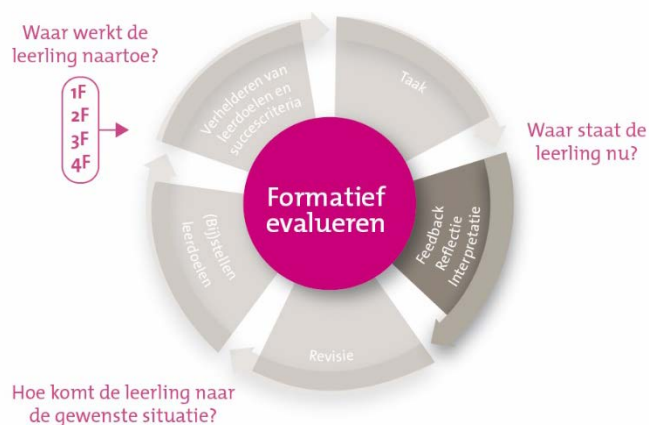 Waar werkt de
leerling naartoe?
1F
2F
3F
4F
Verhelderen van
leerdoelen en
succescriteria
Taak
Waar staat de
leerling nu?
Formatief
evalueren
Feedback
Reflectie
Interpretatie
(Bij)stellen
leerdoelen
Revisie
Hoe komt de leerling naar
de gewenste situatie?